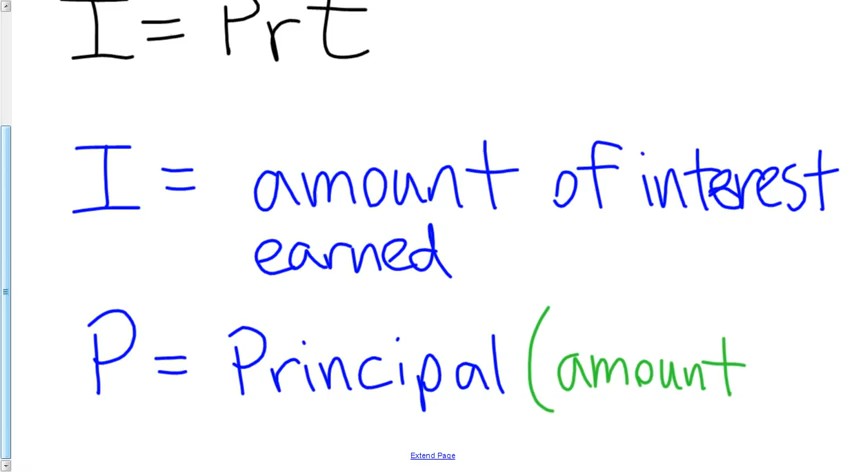 I = Prt
I = amount of interest
earned
P = Principal (amount
Extend Page